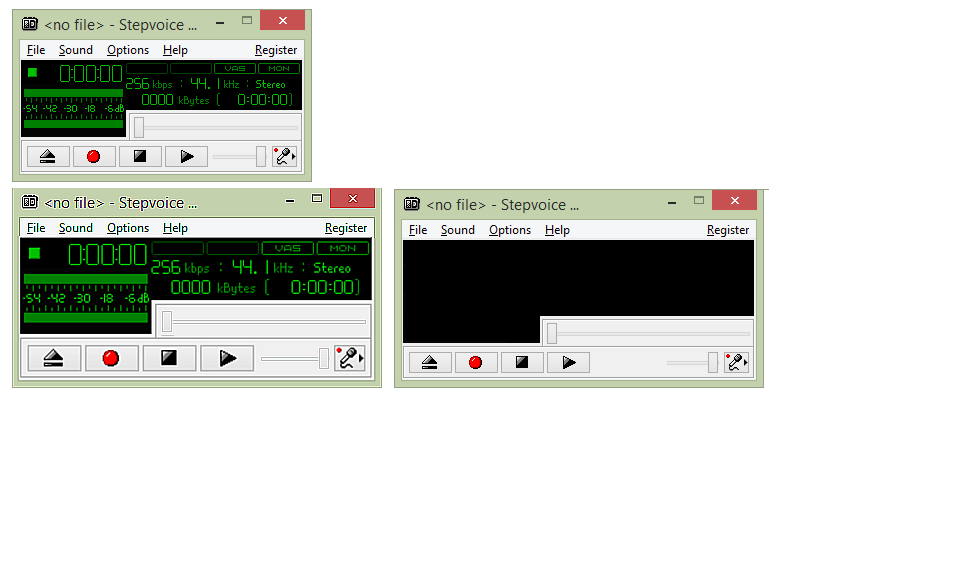 <no file> - Stepvoice ...
File Sound Options Help Register
0:00:00 VAS MON
256 kbps : 44.1 kHz : Stereo
0000 kBytes ( 0:00:00)
-54 -42 -30 -18 -6dB
<no file> - Stepvoice ...
File Sound Options Help Register
0:00:00 VAS MON
256 kbps : 44.1 kHz : Stereo
0000 kBytes ( 0:00:00)
-54 -42 -30 -18 -6dB
<no file> - Stepvoice ...
File Sound Options Help Register